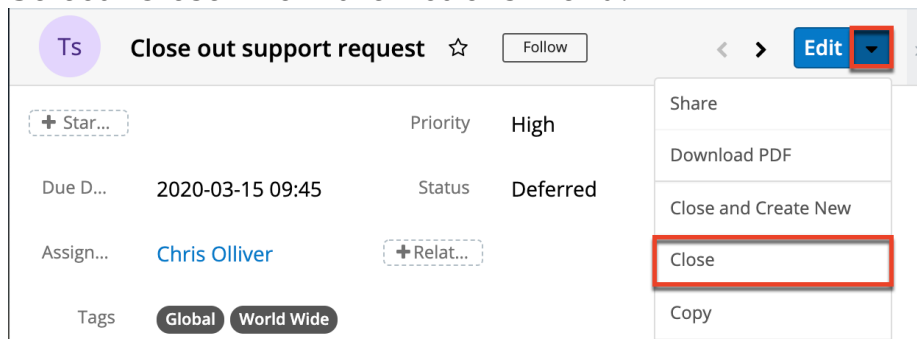 Ts Close out support request Follow Edit
Share
+ Star... Priority High
Download PDF
Due D... 2020-03-15 09:45 Status Deferred
Close and Create New
Assign... Chris Olliver + Relat...
Close
Tags Global World Wide
Copy